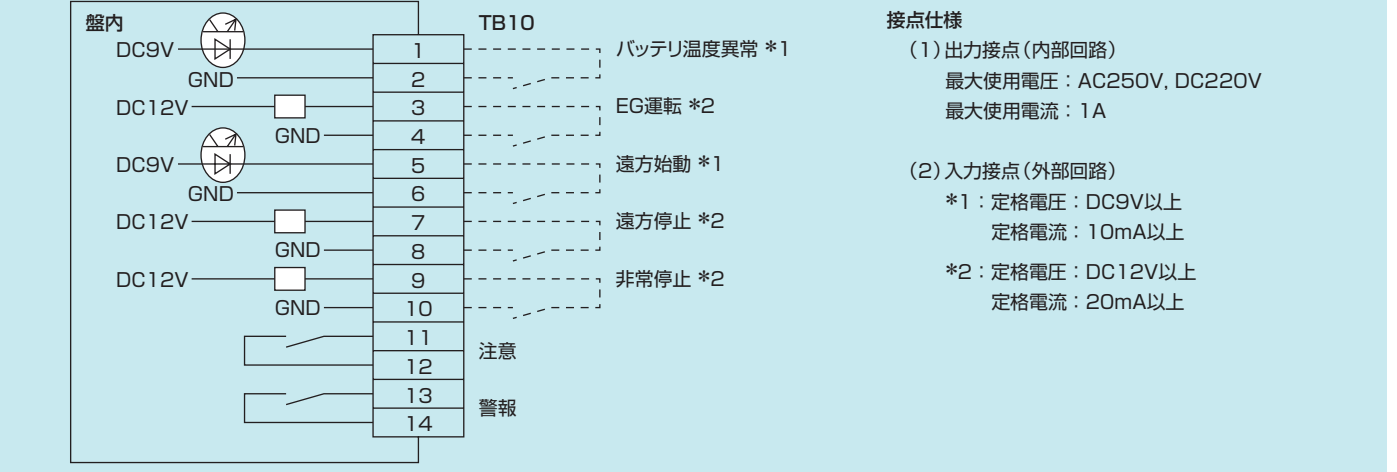 盤内
TB10
DC9V
1
バッテリ温度異常 *1
GND
2
DC12V
3
EG運転 *2
GND
4
DC9V
5
遠方始動 *1
GND
6
DC12V
7
遠方停止 *2
GND
8
DC12V
9
非常停止 *2
GND
10
11
注意
12
13
警報
14
接点仕様
(1)出力接点(内部回路)
最大使用電圧：AC250V, DC220V
最大使用電流：1A
(2)入力接点(外部回路)
*1：定格電圧：DC9V以上
定格電流：10mA以上
*2：定格電圧：DC12V以上
定格電流：20mA以上